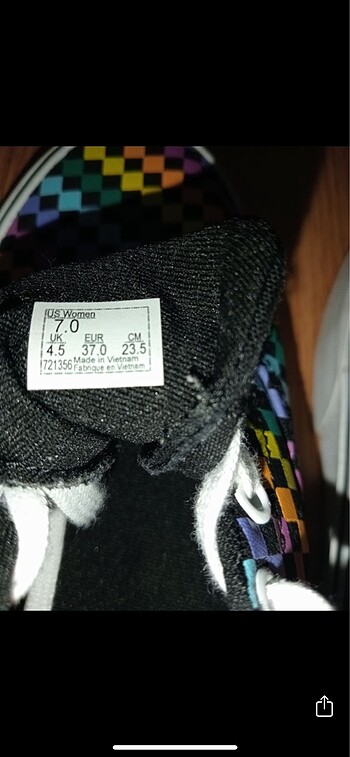 US Women
7.0
UK EUR CM
4.5 37.0 23.5
721356 Made in Vietnam
Fabrique en Vietnam